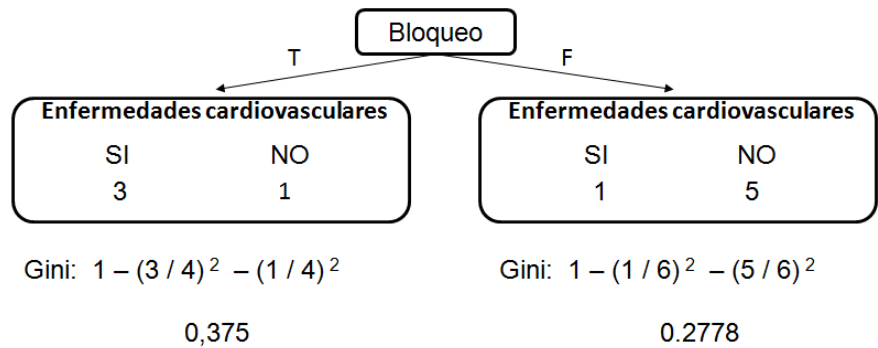 Bloqueo
T F
Enfermedades cardiovasculares Enfermedades cardiovasculares
SI NO SI NO
3 1 1 5
Gini: 1 – (3 / 4)² – (1 / 4)² Gini: 1 – (1 / 6)² – (5 / 6)²
0,375 0.2778